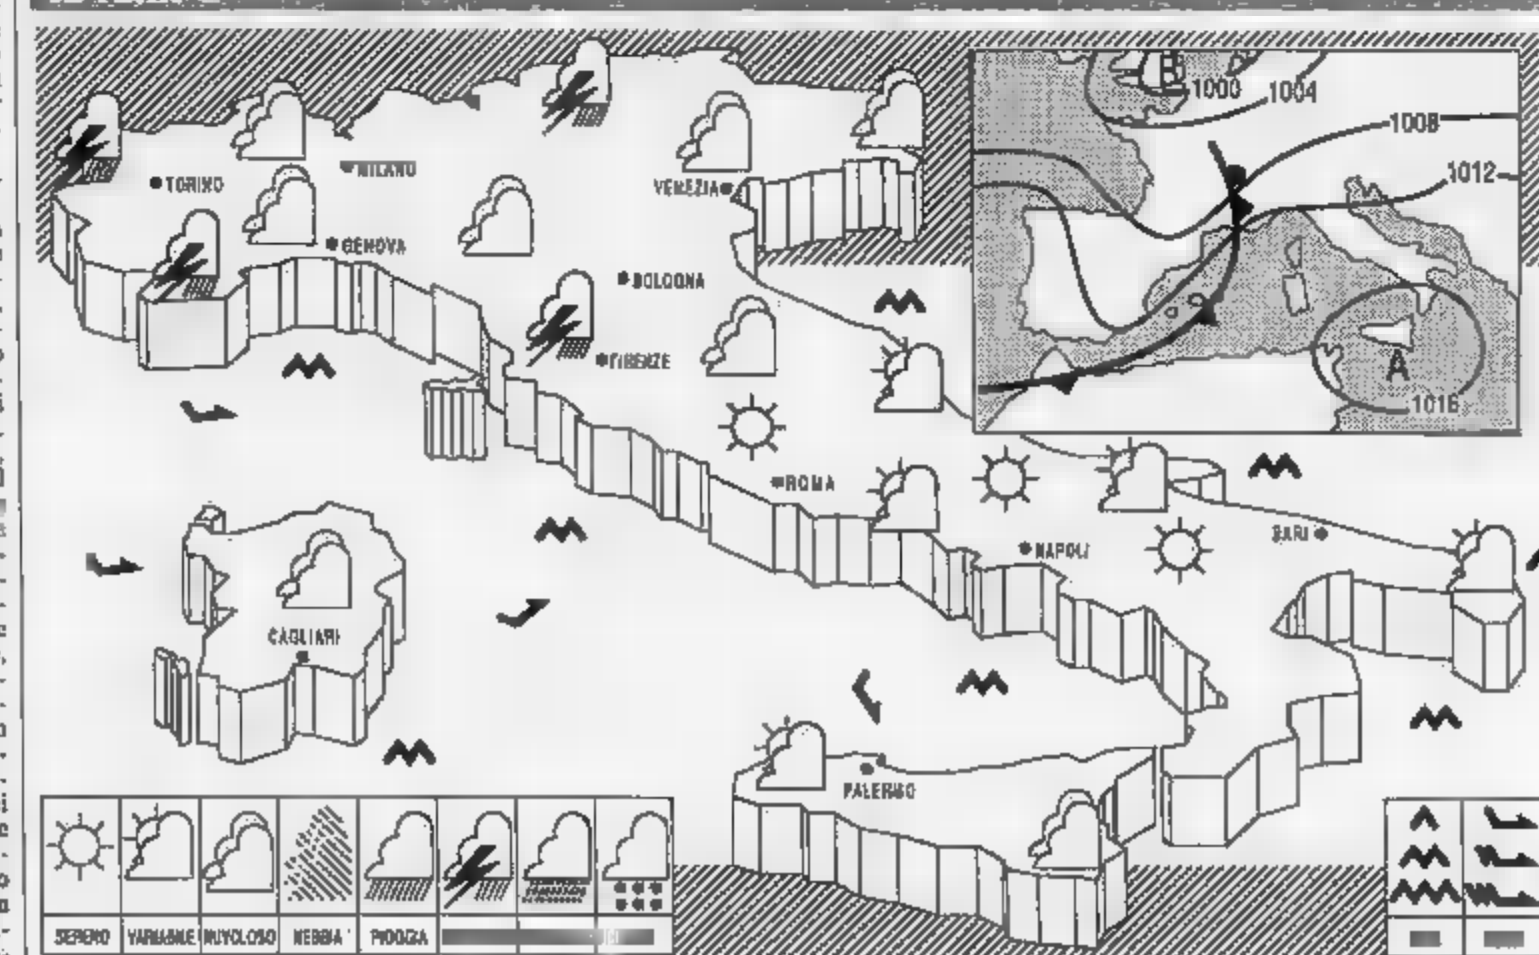 1000
1004
1008
1012
TORINO
MILANO
VENEZIA
GENOVA
BOLOGNA
FIRENZE
A
1016
ROMA
BARI
NAPOLI
CAGLIARI
PALERMO
SERENO VARIABILE NUVOLOSO NEBBIA PIOGGIA